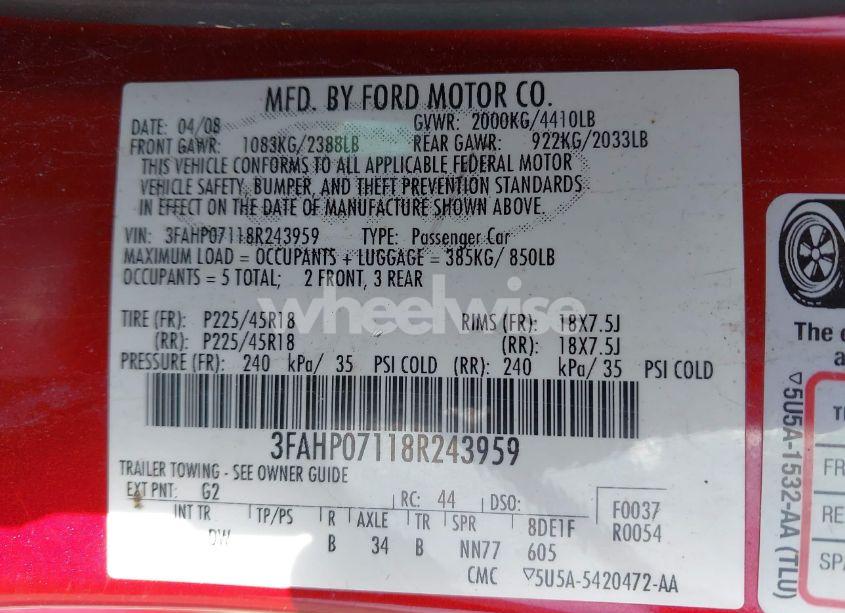 MFD. BY FORD MOTOR CO.
DATE: 04/08 GVWR: 2000KG/4410LB
FRONT GAWR: 1083KG/2388LB REAR GAWR: 922KG/2033LB
THIS VEHICLE CONFORMS TO ALL APPLICABLE FEDERAL MOTOR
VEHICLE SAFETY, BUMPER, AND THEFT PREVENTION STANDARDS
IN EFFECT ON THE DATE OF MANUFACTURE SHOWN ABOVE.
VIN: 3FAHP07118R243959 TYPE: Passenger Car
MAXIMUM LOAD = OCCUPANTS + LUGGAGE = 385KG/ 850LB
OCCUPANTS = 5 TOTAL; 2 FRONT, 3 REAR
wheelwise
TIRE (FR): P225/45R18 RIMS (FR): 18X7.5J
(RR): P225/45R18 (RR): 18X7.5J
PRESSURE (FR): 240 kPa/ 35 PSI COLD (RR): 240 kPa/ 35 PSI COLD
3FAHP07118R243959
TRAILER TOWING - SEE OWNER GUIDE
EXT PNT: G2 RC: 44 DSO: F0037
INT TR TP/PS R AXLE TR SPR 8DE1F R0054
DW B 34 B NN77 605
CMC ▽5U5A-5420472-AA
The
▽5U5A-1532-AA (TLU)